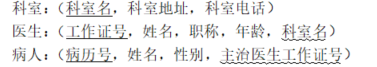 科室：（科室名，科室地址，科室电话）
医生：（工作证号，姓名，职称，年龄，科室名）
病人：（病历号，姓名，性别，主治医生工作证号）